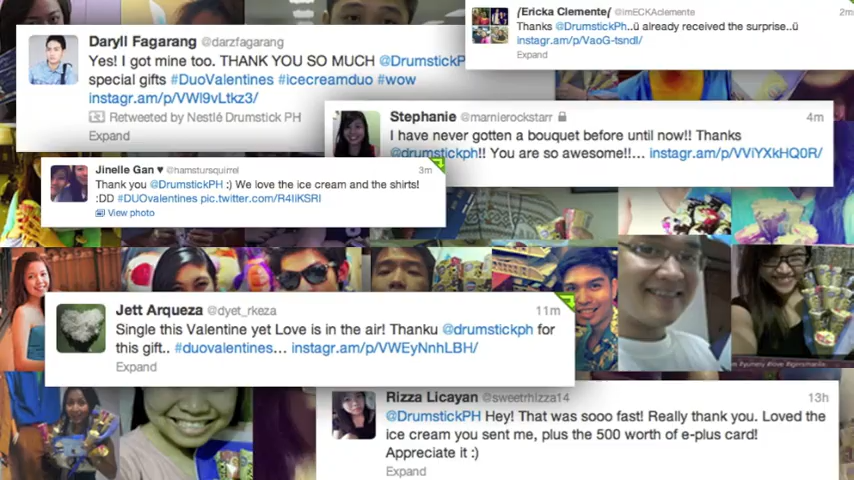 (Ericka Clemente( @imECKAclemente 2m
Thanks @DrumstickPh..ü already received the surprise..ü
instagr.am/p/VaoG-tsndI/
Expand
Daryll Fagarang @darzfagarang
Yes! I got mine too. THANK YOU SO MUCH @DrumstickP
special gifts #DuoValentines #icecreamduo #wow
instagr.am/p/VWl9vLtkz3/
Retweeted by Nestlé Drumstick PH
Expand
Stephanie @marnierockstarr 4m
I have never gotten a bouquet before until now!! Thanks
@drumstickph!! You are so awesome!!... instagr.am/p/VViYXkHQ0R/
Jinelle Gan ♥ @hamstursquirrel 3m
Thank you @DrumstickPH ;) We love the ice cream and the shirts!
:DD #DUOvalentines pic.twitter.com/R4IiKSRI
View photo
Jett Arqueza @dyet_rkeza 11m
Single this Valentine yet Love is in the air! Thanku @drumstickph for
this gift.. #duovalentines... instagr.am/p/VWEyNnhLBH/
Expand
Rizza Licayan @sweetrhizza14 13h
@DrumstickPH Hey! That was sooo fast! Really thank you. Loved the
ice cream you sent me, plus the 500 worth of e-plus card!
Appreciate it :)
Expand